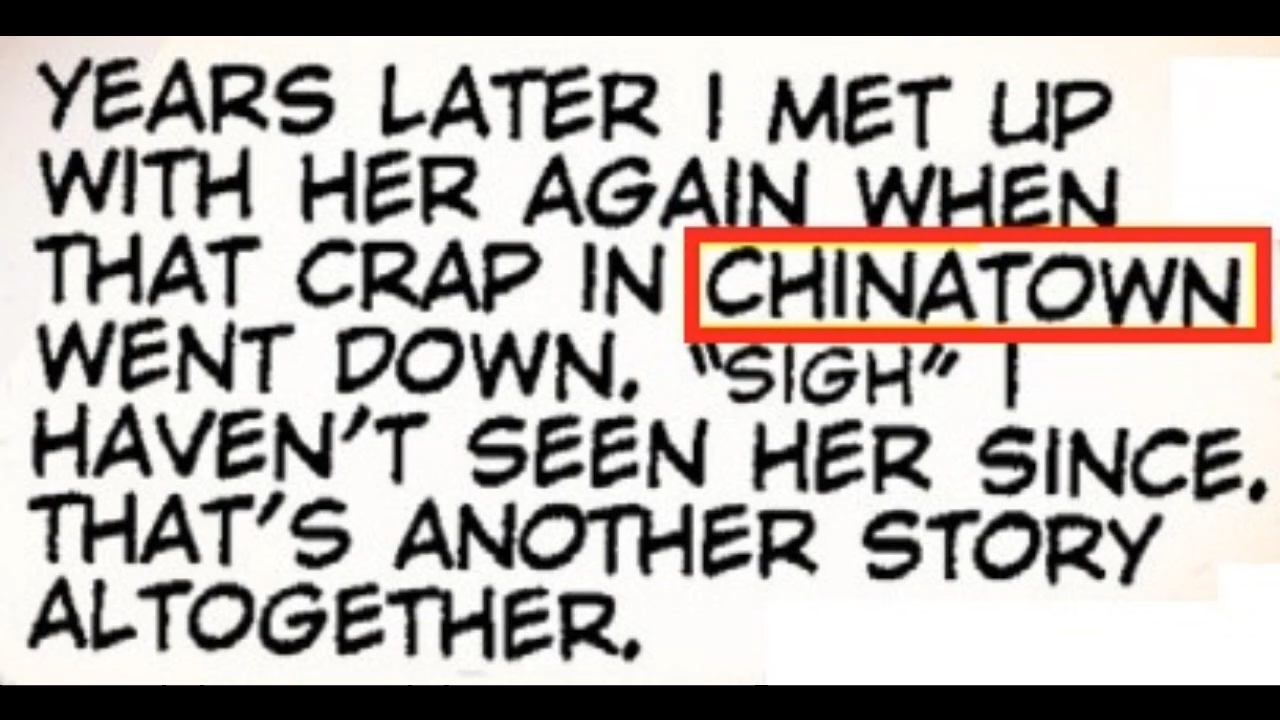 YEARS LATER I MET UP
WITH HER AGAIN WHEN
THAT CRAP IN CHINATOWN
WENT DOWN. "SIGH" I
HAVEN'T SEEN HER SINCE.
THAT'S ANOTHER STORY
ALTOGETHER.